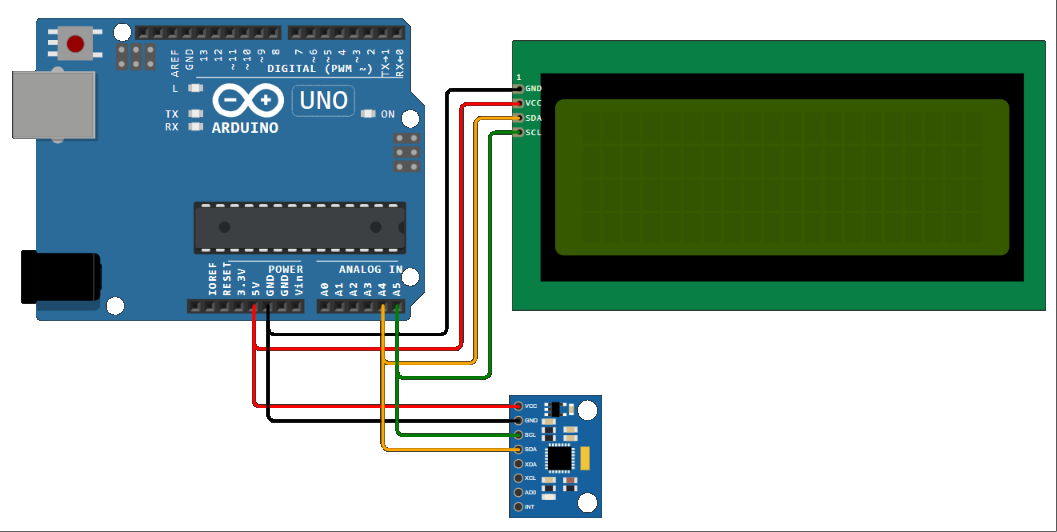 AREF
GND
13
12
~11
~10
~9
8
7
~6
~5
4
~3
2
TX→1
RX←0
DIGITAL (PWM ~)
L
TX
RX
UNO
ARDUINO
ON
1
GND
VCC
SDA
SCL
POWER
ANALOG IN
IOREF
RESET
3.3V
5V
GND
GND
Vin
A0
A1
A2
A3
A4
A5
VCC
GND
SCL
SDA
XDA
XCL
AD0
INT